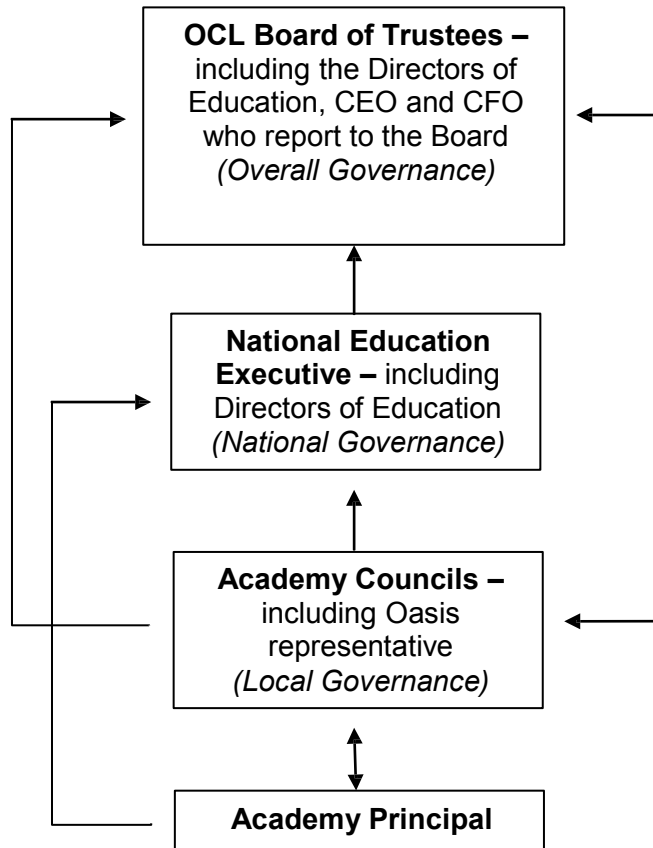 OCL Board of Trustees –
including the Directors of
Education, CEO and CFO
who report to the Board
(Overall Governance)
National Education
Executive – including
Directors of Education
(National Governance)
Academy Councils –
including Oasis
representative
(Local Governance)
Academy Principal